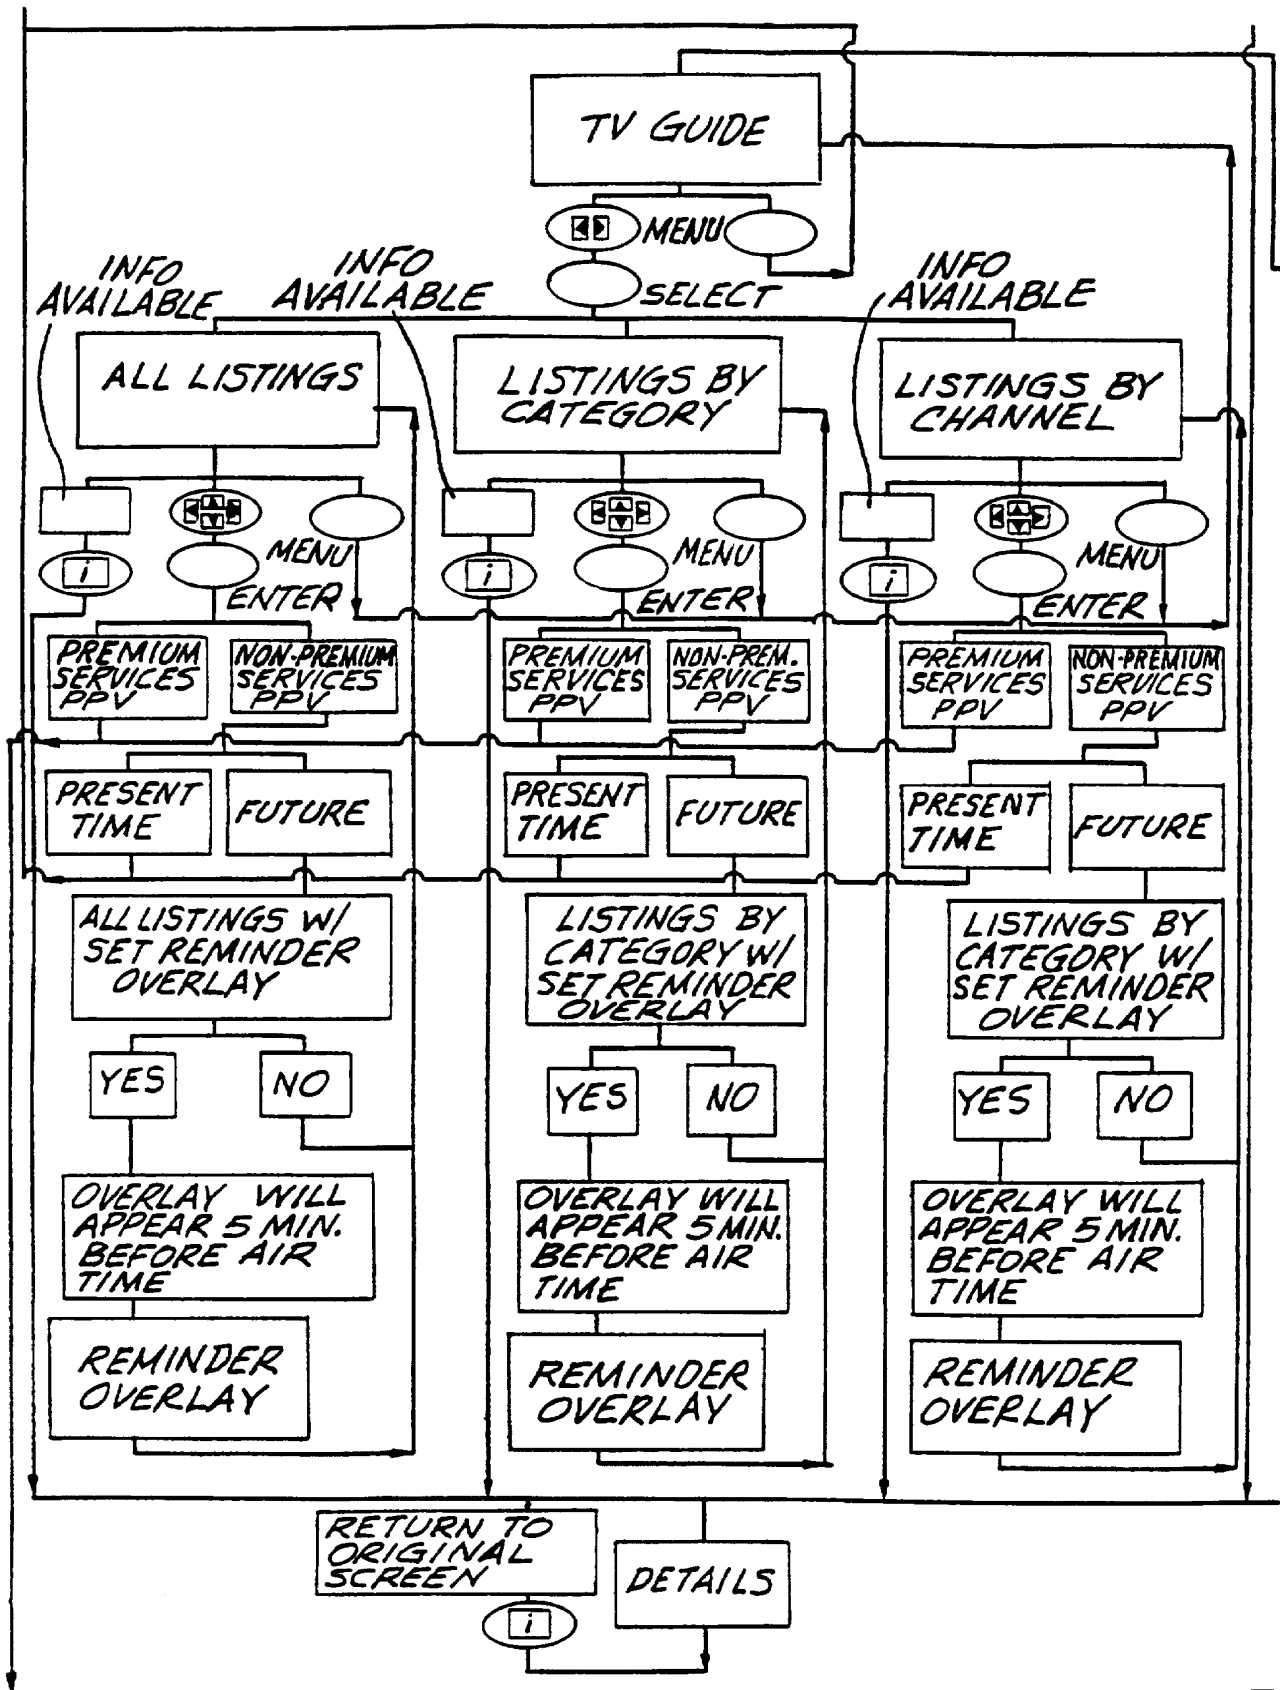 TV GUIDE
MENU
SELECT
INFO
AVAILABLE
INFO
AVAILABLE
INFO
AVAILABLE
ALL LISTINGS
LISTINGS BY
CATEGORY
LISTINGS BY
CHANNEL
i
MENU
ENTER
i
MENU
ENTER
i
MENU
ENTER
PREMIUM
SERVICES
PPV
NON-PREMIUM
SERVICES
PPV
PREMIUM
SERVICES
PPV
NON-PREM.
SERVICES
PPV
PREMIUM
SERVICES
PPV
NON-PREMIUM
SERVICES
PPV
PRESENT
TIME
FUTURE
PRESENT
TIME
FUTURE
PRESENT
TIME
FUTURE
ALL LISTINGS W/
SET REMINDER
OVERLAY
LISTINGS BY
CATEGORY W/
SET REMINDER
OVERLAY
LISTINGS BY
CATEGORY W/
SET REMINDER
OVERLAY
YES
NO
YES
NO
YES
NO
OVERLAY WILL
APPEAR 5 MIN.
BEFORE AIR
TIME
OVERLAY WILL
APPEAR 5 MIN.
BEFORE AIR
TIME
OVERLAY WILL
APPEAR 5 MIN.
BEFORE AIR
TIME
REMINDER
OVERLAY
REMINDER
OVERLAY
REMINDER
OVERLAY
RETURN TO
ORIGINAL
SCREEN
DETAILS
i